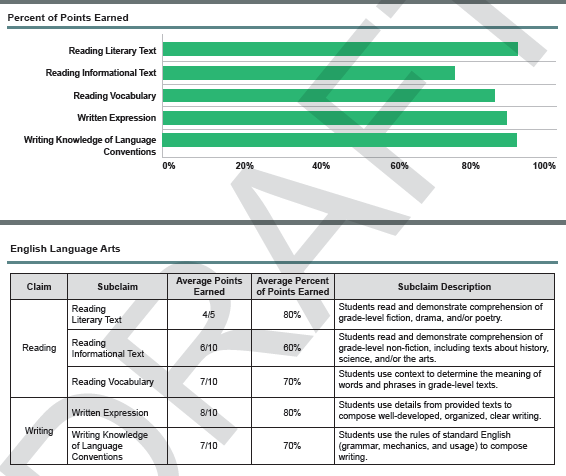 Percent of Points Earned
Reading Literary Text
Reading Informational Text
Reading Vocabulary
Written Expression
Writing Knowledge of Language
Conventions
0% 20% 40% 60% 80% 100%
English Language Arts
Claim Subclaim Average Points Average Percent Subclaim Description
Earned of Points Earned
Reading
Reading
Literary Text
4/5
80%
Students read and demonstrate comprehension of
grade-level fiction, drama, and/or poetry.
Reading
Informational Text
6/10
60%
Students read and demonstrate comprehension of
grade-level non-fiction, including texts about history,
science, and/or the arts.
Reading Vocabulary
7/10
70%
Students use context to determine the meaning of
words and phrases in grade-level texts.
Writing
Written Expression
8/10
80%
Students use details from provided texts to
compose well-developed, organized, clear writing.
Writing Knowledge
of Language
Conventions
7/10
70%
Students use the rules of standard English
(grammar, mechanics, and usage) to compose
writing.
DRAFT